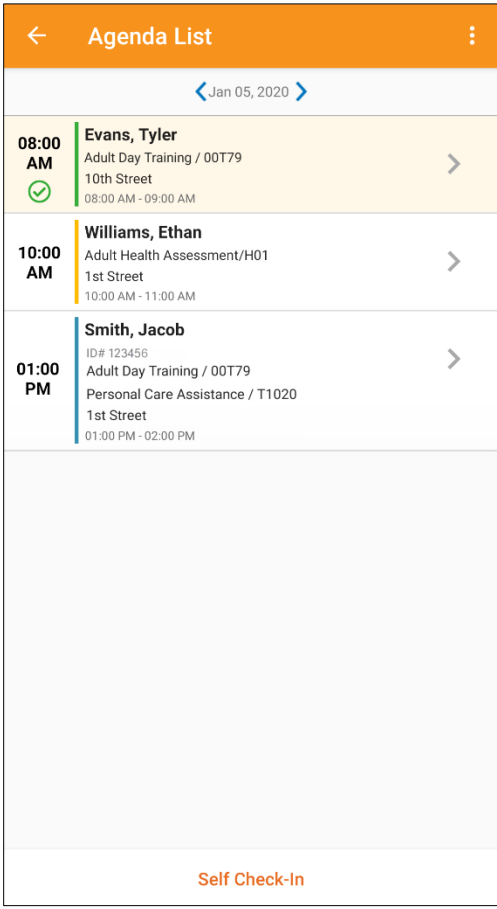 Agenda List
Jan 05, 2020
08:00
AM
Evans, Tyler
Adult Day Training / 00T79
10th Street
08:00 AM - 09:00 AM
10:00
AM
Williams, Ethan
Adult Health Assessment/H01
1st Street
10:00 AM - 11:00 AM
01:00
PM
Smith, Jacob
ID# 123456
Adult Day Training / 00T79
Personal Care Assistance / T1020
1st Street
01:00 PM - 02:00 PM
Self Check-In